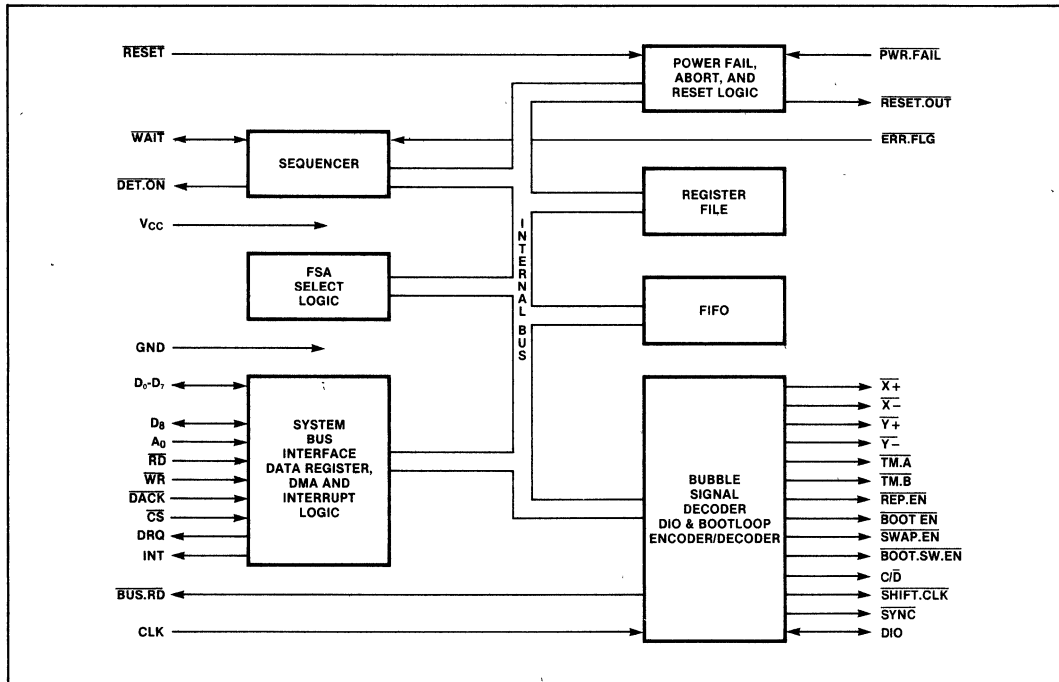 RESET
WAIT
DET.ON
VCC
GND
D₀-D₇
D₈
A₀
RD
WR
DACK
CS
DRQ
INT
BUS.RD
CLK
SEQUENCER
FSA
SELECT
LOGIC
SYSTEM
BUS
INTERFACE
DATA REGISTER,
DMA AND
INTERRUPT
LOGIC
INTERNAL BUS
POWER FAIL,
ABORT, AND
RESET LOGIC
REGISTER
FILE
FIFO
BUBBLE
SIGNAL
DECODER
DIO & BOOTLOOP
ENCODER/DECODER
PWR.FAIL
RESET.OUT
ERR.FLG
X+
X−
Y+
Y−
TM.A
TM.B
REP.EN
BOOT EN
SWAP.EN
BOOT.SW.EN
C/D̅
SHIFT.CLK
SYNC
DIO